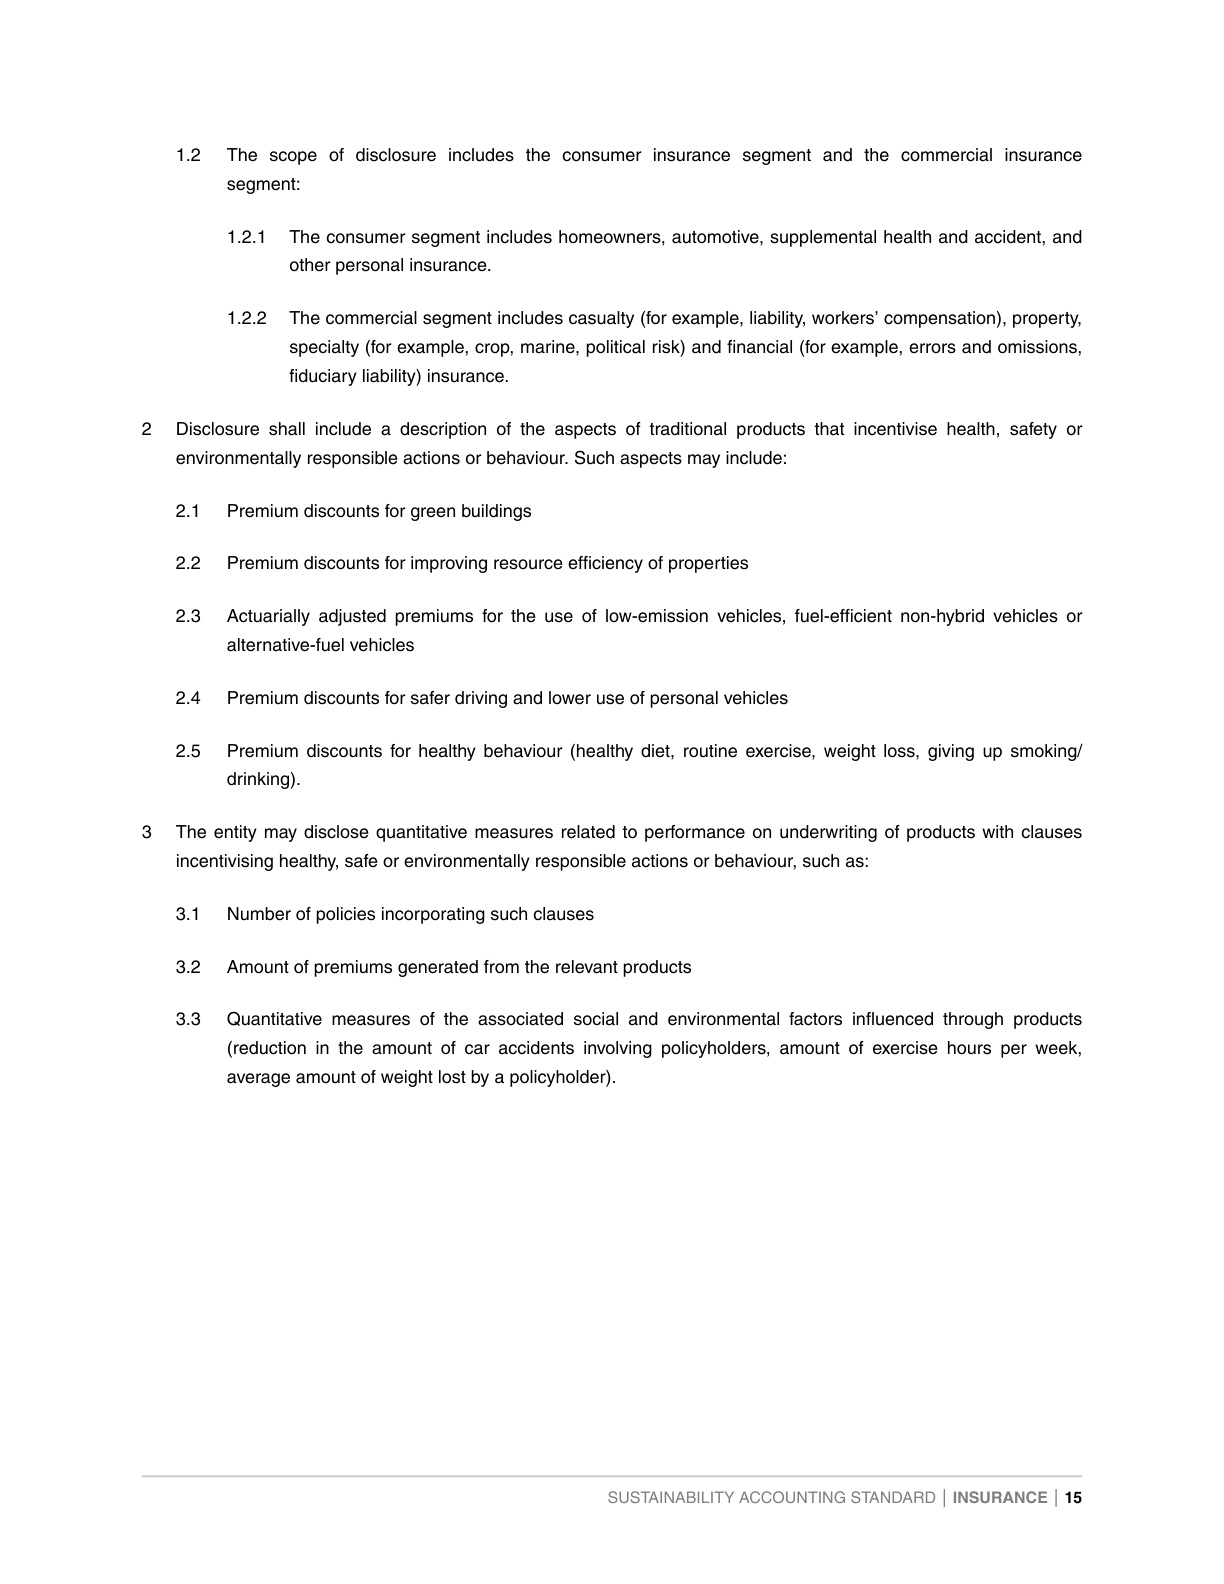 1.2 The scope of disclosure includes the consumer insurance segment and the commercial insurance
segment:
1.2.1 The consumer segment includes homeowners, automotive, supplemental health and accident, and
other personal insurance.
1.2.2 The commercial segment includes casualty (for example, liability, workers’ compensation), property,
specialty (for example, crop, marine, political risk) and financial (for example, errors and omissions,
fiduciary liability) insurance.
2 Disclosure shall include a description of the aspects of traditional products that incentivise health, safety or
environmentally responsible actions or behaviour. Such aspects may include:
2.1 Premium discounts for green buildings
2.2 Premium discounts for improving resource efficiency of properties
2.3 Actuarially adjusted premiums for the use of low-emission vehicles, fuel-efficient non-hybrid vehicles or
alternative-fuel vehicles
2.4 Premium discounts for safer driving and lower use of personal vehicles
2.5 Premium discounts for healthy behaviour (healthy diet, routine exercise, weight loss, giving up smoking/
drinking).
3 The entity may disclose quantitative measures related to performance on underwriting of products with clauses
incentivising healthy, safe or environmentally responsible actions or behaviour, such as:
3.1 Number of policies incorporating such clauses
3.2 Amount of premiums generated from the relevant products
3.3 Quantitative measures of the associated social and environmental factors influenced through products
(reduction in the amount of car accidents involving policyholders, amount of exercise hours per week,
average amount of weight lost by a policyholder).
SUSTAINABILITY ACCOUNTING STANDARD | INSURANCE | 15